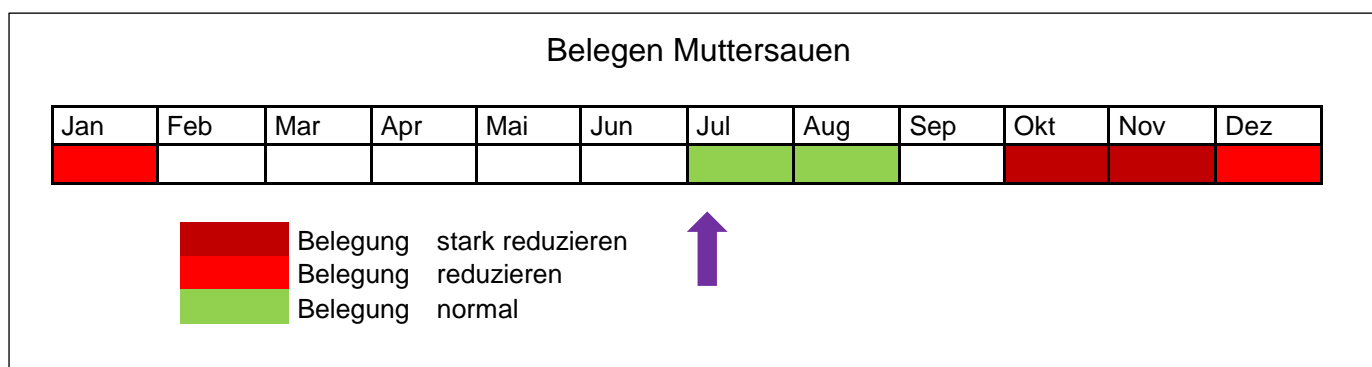 Belegen Muttersauen
Jan Feb Mar Apr Mai Jun Jul Aug Sep Okt Nov Dez
Belegung stark reduzieren
Belegung reduzieren
Belegung normal